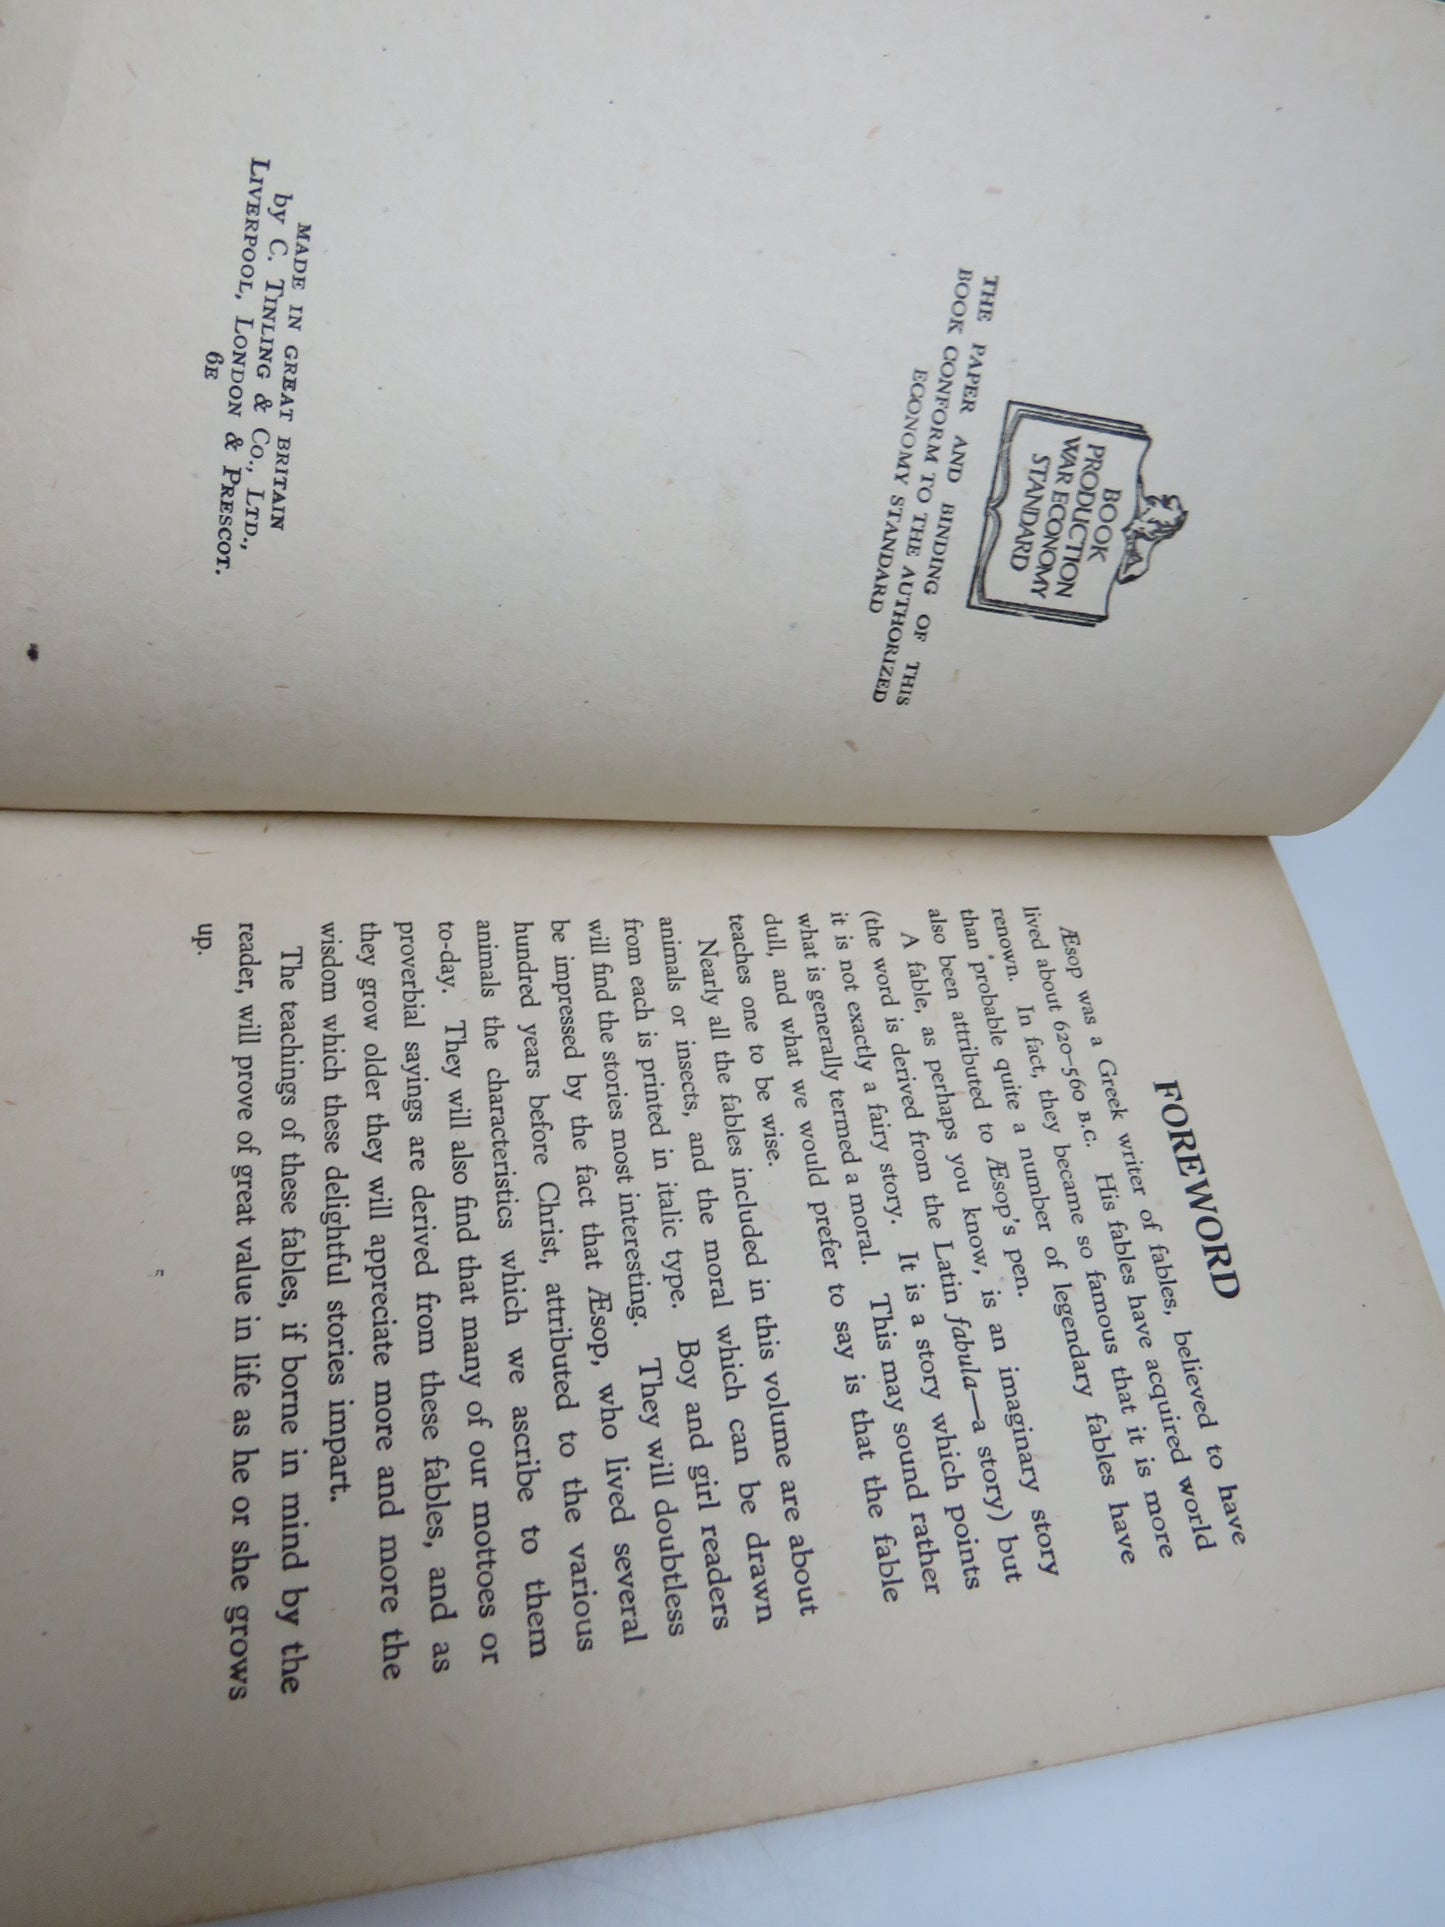 BOOK
PRODUCTION
WAR ECONOMY
STANDARD
THE PAPER AND BINDING OF THIS
BOOK CONFORM TO THE AUTHORIZED
ECONOMY STANDARD
MADE IN GREAT BRITAIN
by C. TINLING & Co., LTD.,
LIVERPOOL, LONDON & PRESCOT.
6E
FOREWORD
Æsop was a Greek writer of fables, believed to have
lived about 620–560 B.C. His fables have acquired world
renown. In fact, they became so famous that it is more
than probable quite a number of legendary fables have
also been attributed to Æsop's pen.
A fable, as perhaps you know, is an imaginary story
(the word is derived from the Latin fabula—a story) but
it is not exactly a fairy story. It is a story which points
what is generally termed a moral. This may sound rather
dull, and what we would prefer to say is that the fable
teaches one to be wise.
Nearly all the fables included in this volume are about
animals or insects, and the moral which can be drawn
from each is printed in italic type. Boy and girl readers
will find the stories most interesting. They will doubtless
be impressed by the fact that Æsop, who lived several
hundred years before Christ, attributed to the various
animals the characteristics which we ascribe to them
to-day. They will also find that many of our mottoes or
proverbial sayings are derived from these fables, and as
they grow older they will appreciate more and more the
wisdom which these delightful stories impart.
The teachings of these fables, if borne in mind by the
reader, will prove of great value in life as he or she grows
up.